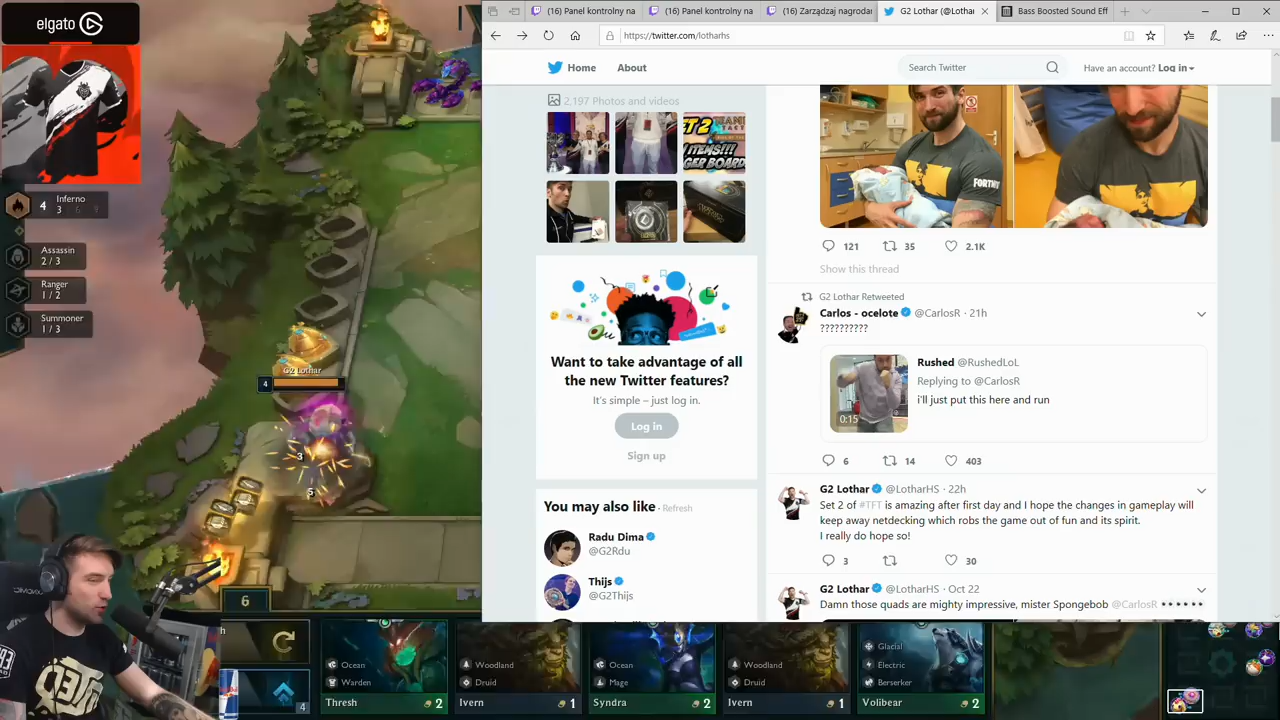 elgato
4 Inferno
3 6
Assassin
2 / 3
Ranger
1 / 2
Summoner
1 / 3
G2 Lothar
4
3
5
6
4
(16) Panel kontrolny na
(16) Panel kontrolny na
(16) Zarządzaj nagrodai
G2 Lothar (@Lothar
Bass Boosted Sound Eff
https://twitter.com/lotharhs
Home
About
Search Twitter
Have an account? Log in
2,197 Photos and videos
Want to take advantage of all
the new Twitter features?
It's simple – just log in.
Log in
Sign up
You may also like · Refresh
Radu Dima
@G2Rdu
Thijs
@G2Thijs
FORTNI
121 35 2.1K
Show this thread
G2 Lothar Retweeted
Carlos - ocelote @CarlosR · 21h
??????????
Rushed @RushedLoL
Replying to @CarlosR
i'll just put this here and run
0:15
6 14 403
G2 Lothar @LotharHS · 22h
Set 2 of #TFT is amazing after first day and I hope the changes in gameplay will
keep away netdecking which robs the game out of fun and its spirit.
I really do hope so!
3 30
G2 Lothar @LotharHS · Oct 22
Damn those quads are mighty impressive, mister Spongebob @CarlosR
Ocean
Warden
Thresh 2
Woodland
Druid
Ivern 1
Ocean
Mage
Syndra 2
Woodland
Druid
Ivern 1
Glacial
Electric
Berserker
Volibear 2